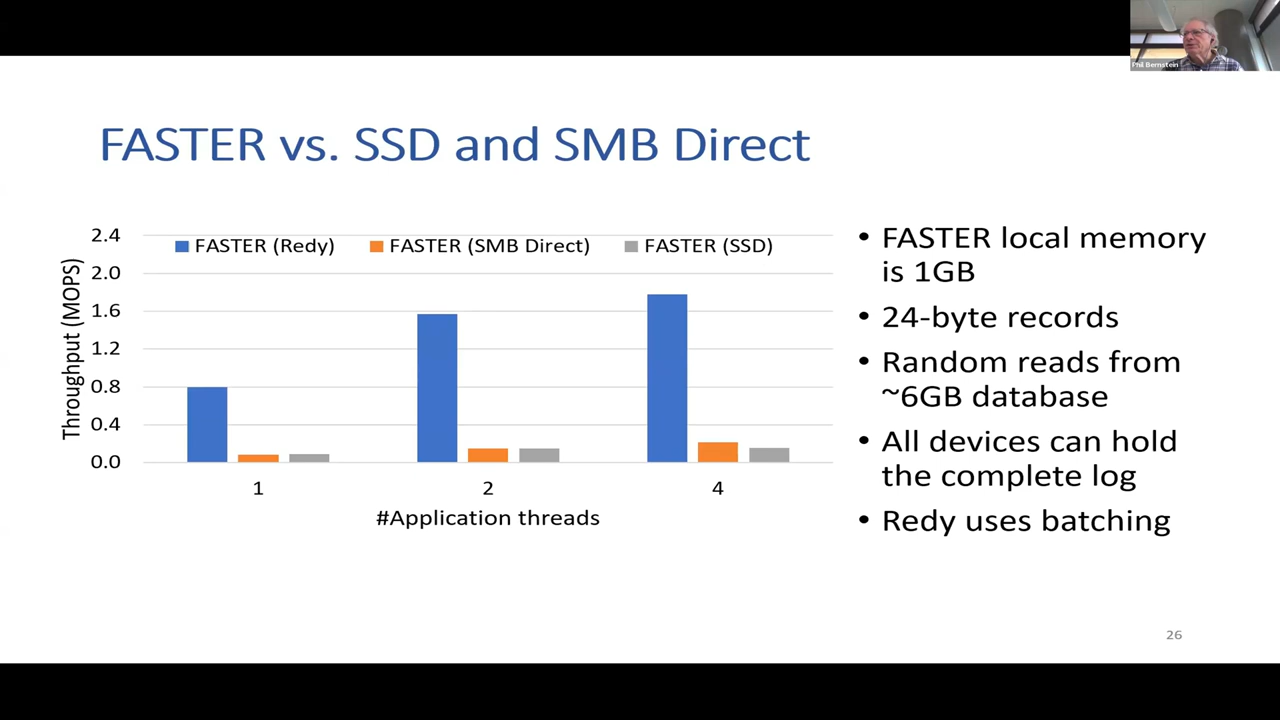 Phil Bernstein
FASTER vs. SSD and SMB Direct
Throughput (MOPS)
2.4
2.0
1.6
1.2
0.8
0.4
0.0
FASTER (Redy)
FASTER (SMB Direct)
FASTER (SSD)
1
2
4
#Application threads
• FASTER local memory
is 1GB
• 24-byte records
• Random reads from
~6GB database
• All devices can hold
the complete log
• Redy uses batching
26